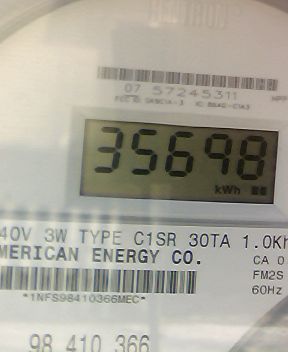 CENTRON
07 57245311
35698
kWh
40V 3W TYPE C1SR 30TA 1.0Kh
MERICAN ENERGY CO.
CA 0
FM2S
60Hz
*1NFS98410366MEC*
98 410 366